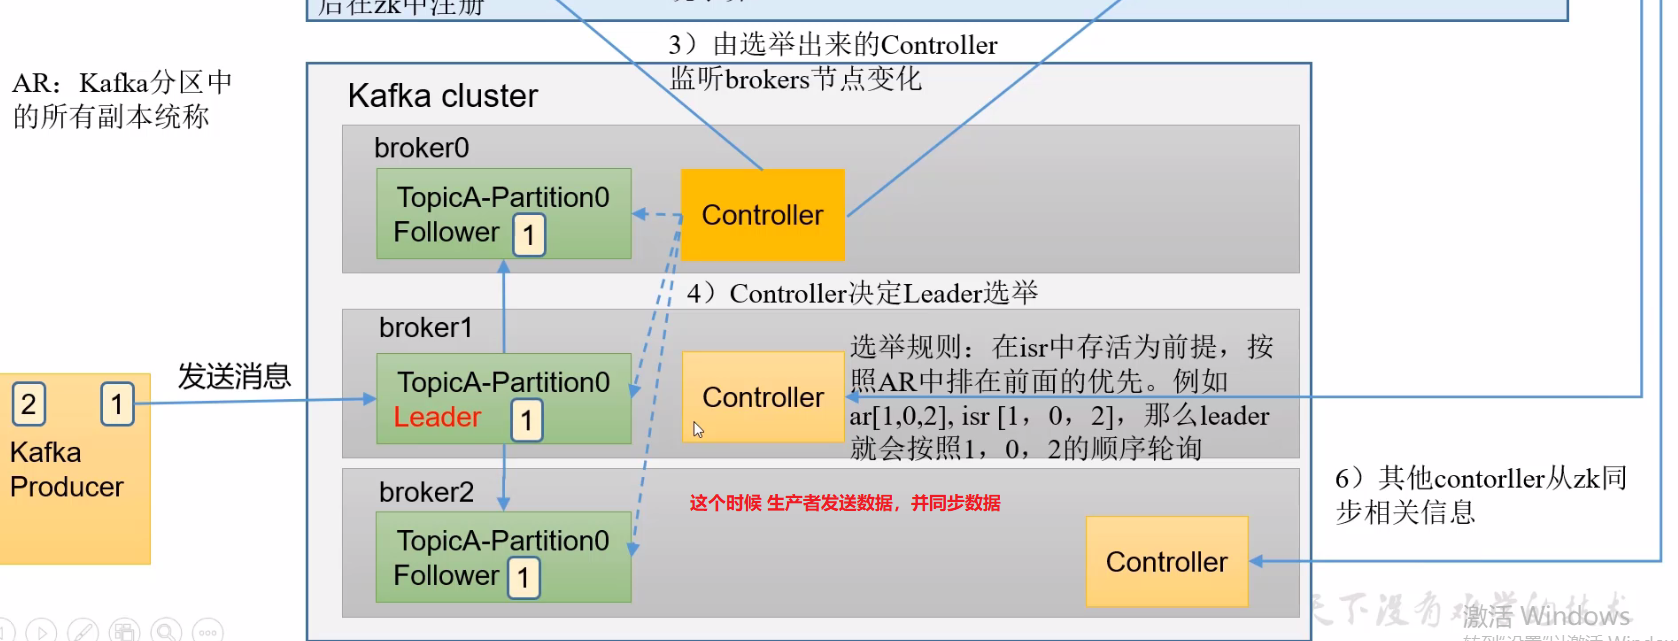 后在zk中注册
3）由选举出来的Controller
监听brokers节点变化
AR：Kafka分区中
的所有副本统称
Kafka cluster
broker0
TopicA-Partition0
Follower 1
Controller
4）Controller决定Leader选举
broker1
TopicA-Partition0
Leader 1
Controller
选举规则：在isr中存活为前提，按
照AR中排在前面的优先。例如
ar[1,0,2], isr [1，0，2]，那么leader
就会按照1，0，2的顺序轮询
发送消息
2 1
Kafka
Producer
broker2
TopicA-Partition0
Follower 1
这个时候 生产者发送数据，并同步数据
Controller
6）其他contorller从zk同
步相关信息
天下没有难学的技术
激活 Windows